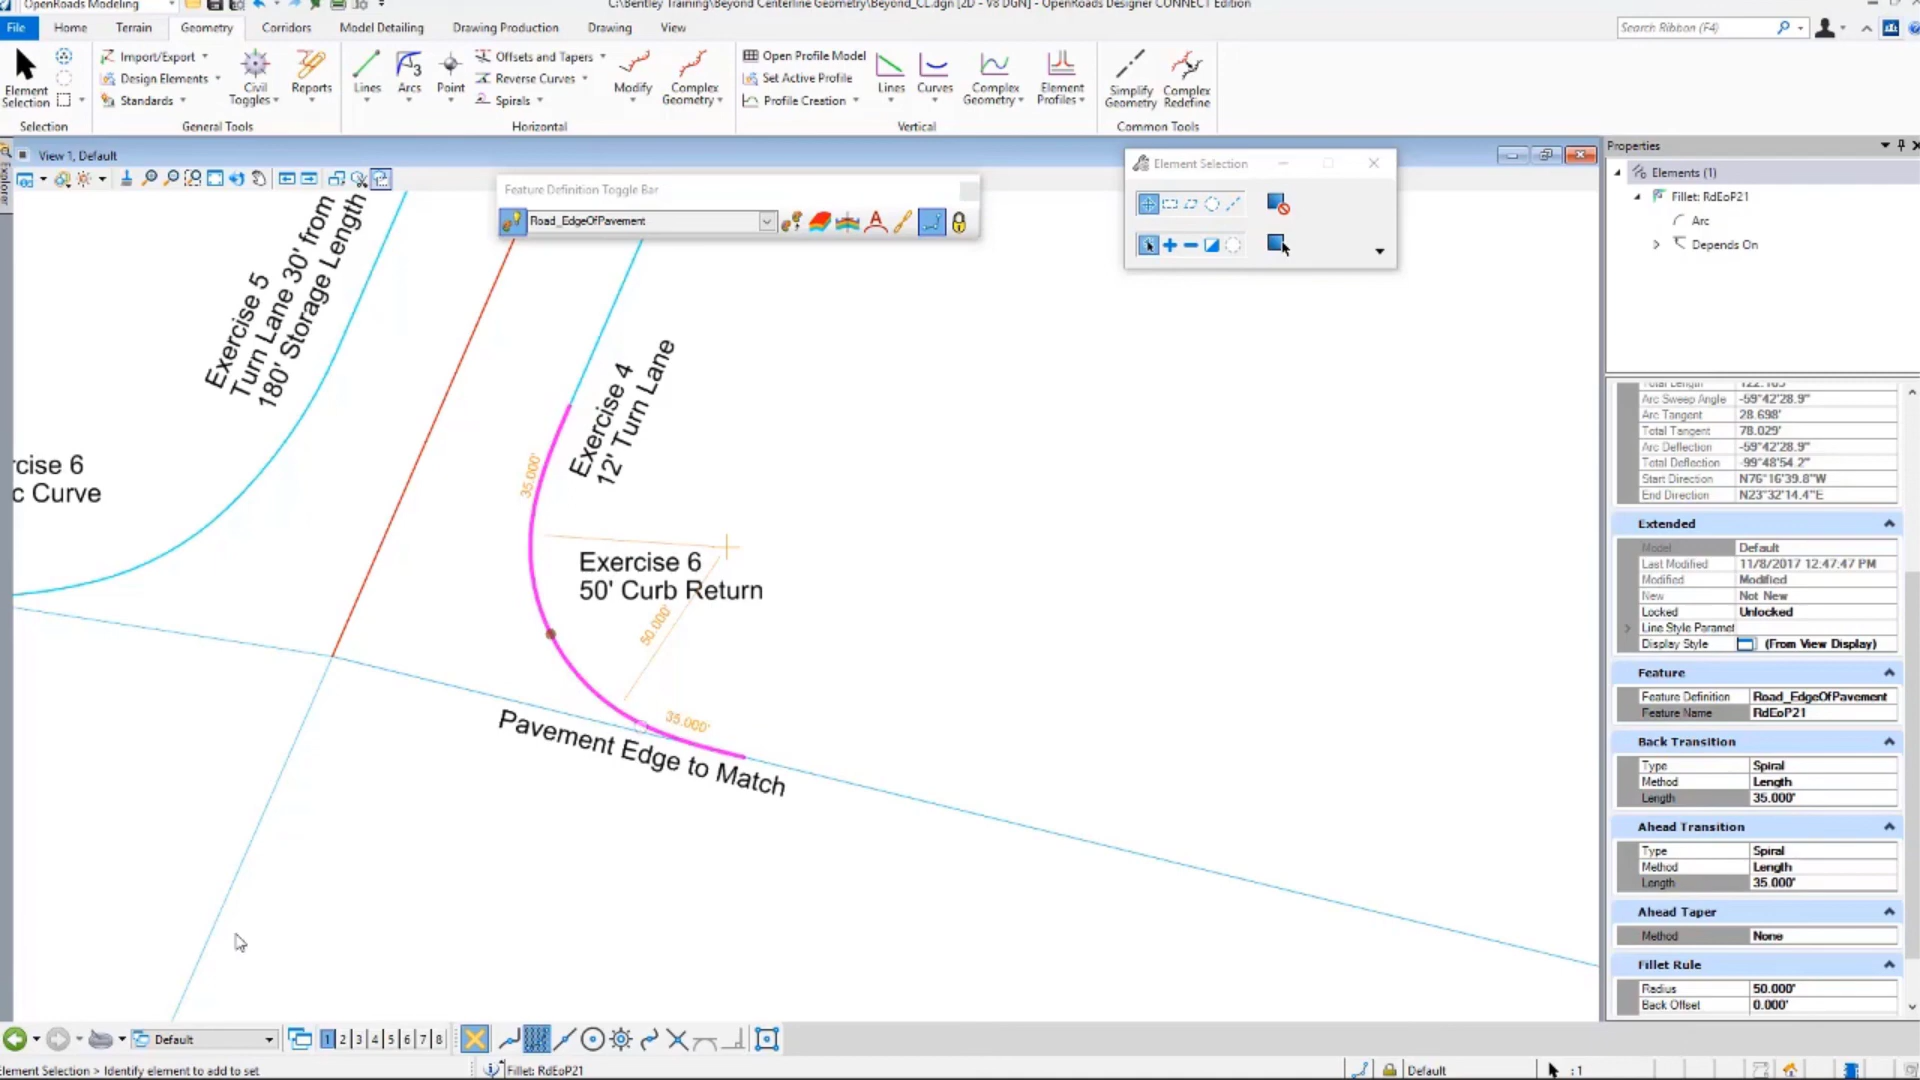 OpenRoads Modeling
C:\Bentley Training\Beyond Centerline Geometry\Beyond_CL.dgn [2D - V8 DGN] - OpenRoads Designer CONNECT Edition
File Home Terrain Geometry Corridors Model Detailing Drawing Production Drawing View
Search Ribbon (F4)
Element Selection
Import/Export
Design Elements
Standards
Civil Toggles
Reports
Lines
Arcs
Point
Offsets and Tapers
Reverse Curves
Spirals
Modify
Complex Geometry
Open Profile Model
Set Active Profile
Profile Creation
Lines
Curves
Complex Geometry
Element Profiles
Simplify Geometry
Complex Redefine
Selection
General Tools
Horizontal
Vertical
Common Tools
Explorer
View 1, Default
Feature Definition Toggle Bar
Road_EdgeOfPavement
Element Selection
Exercise 5
Turn Lane 30' from
180' Storage Length
Exercise 4
12' Turn Lane
rcise 6
c Curve
35.000'
Exercise 6
50' Curb Return
50.000'
35.000'
Pavement Edge to Match
Properties
Elements (1)
Fillet: RdEoP21
Arc
Depends On
Total Length 122.103'
Arc Sweep Angle -59°42'28.9"
Arc Tangent 28.698'
Total Tangent 78.029'
Arc Deflection -59°42'28.9"
Total Deflection -99°48'54.2"
Start Direction N76°16'39.8"W
End Direction N23°32'14.4"E
Extended
Model Default
Last Modified 11/8/2017 12:47:47 PM
Modified Modified
New Not New
Locked Unlocked
Line Style Paramet
Display Style (From View Display)
Feature
Feature Definition Road_EdgeOfPavement
Feature Name RdEoP21
Back Transition
Type Spiral
Method Length
Length 35.000'
Ahead Transition
Type Spiral
Method Length
Length 35.000'
Ahead Taper
Method None
Fillet Rule
Radius 50.000'
Back Offset 0.000'
Default
1 2 3 4 5 6 7 8
Element Selection > Identify element to add to set
Fillet: RdEoP21
Default
: 1